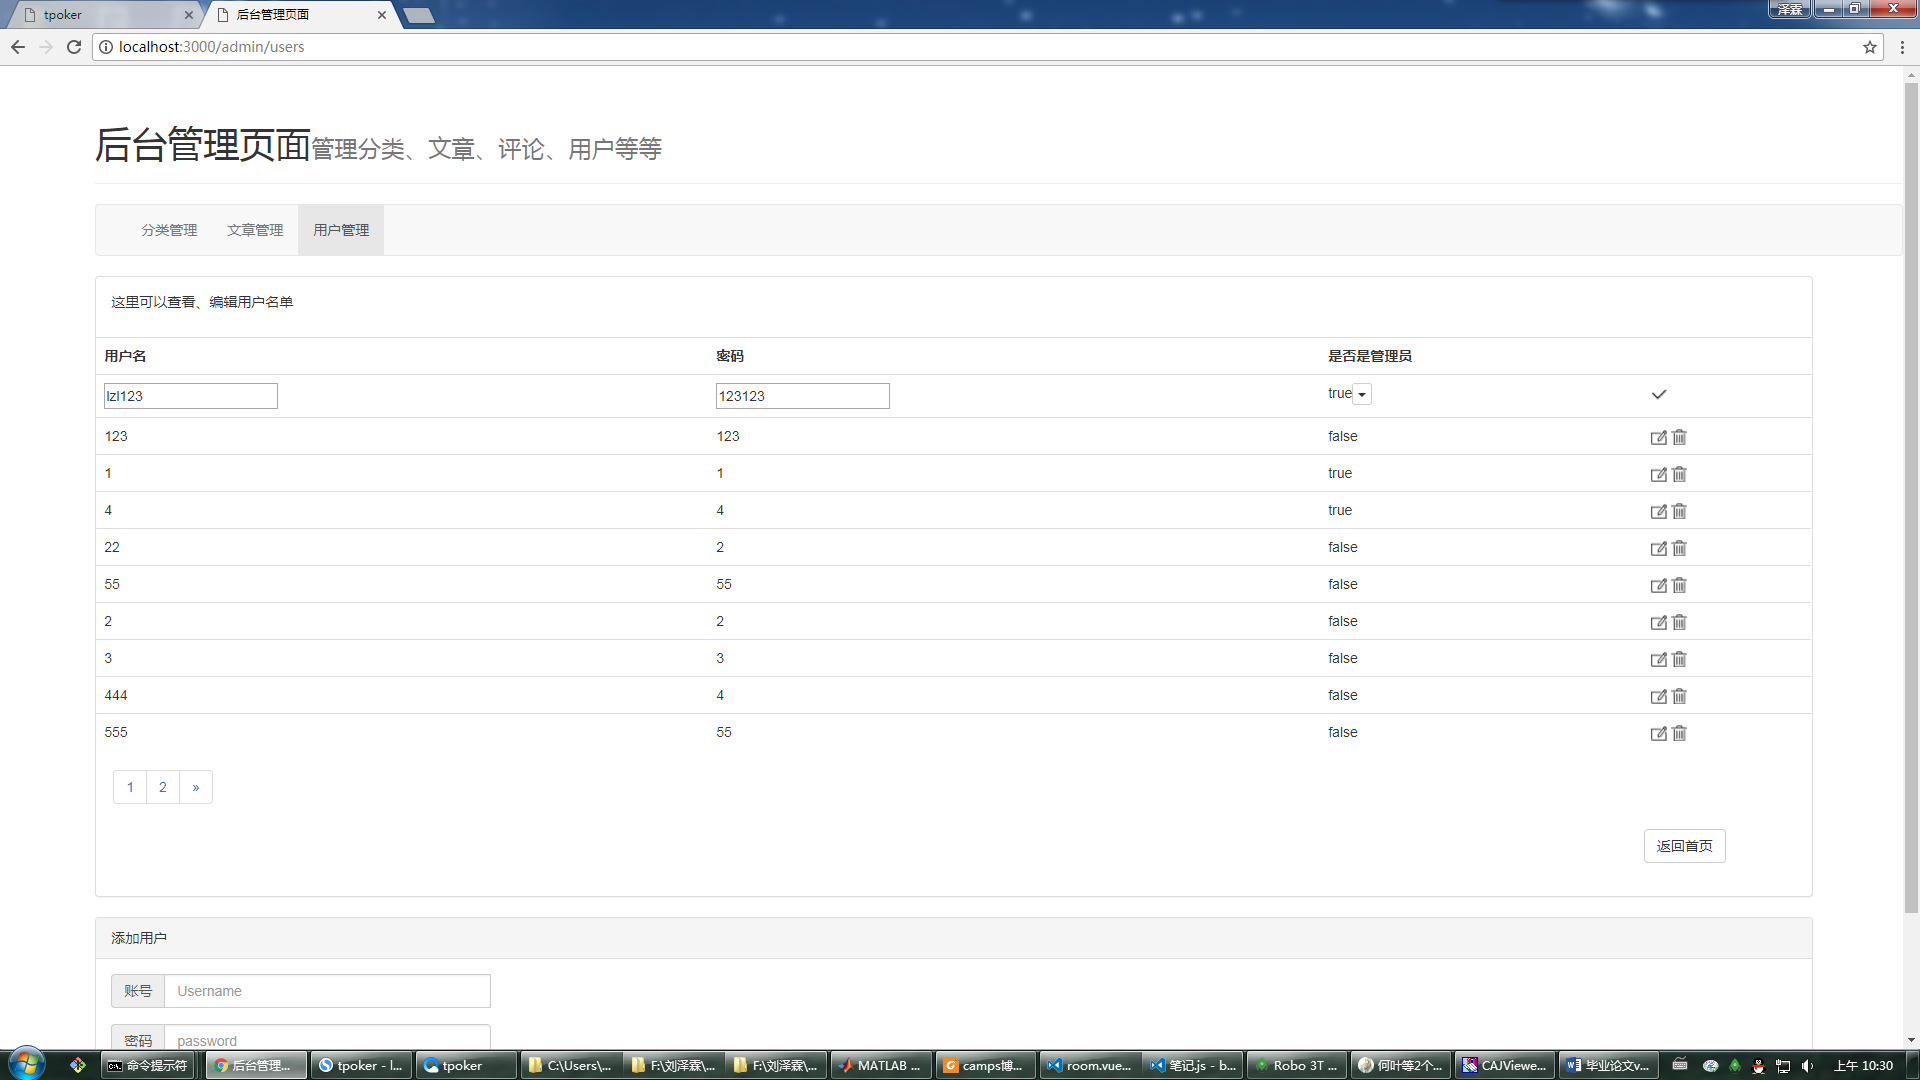 tpoker
后台管理页面
泽霖
localhost:3000/admin/users
后台管理页面管理分类、文章、评论、用户等等
分类管理 文章管理 用户管理
这里可以查看、编辑用户名单
用户名 密码 是否是管理员
lzl123 123123 true
123 123 false
1 1 true
4 4 true
22 2 false
55 55 false
2 2 false
3 3 false
444 4 false
555 55 false
1 2 »
返回首页
添加用户
账号 Username
密码 password
命令提示符 后台管理... tpoker - l... tpoker C:\Users\... F:\刘泽霖\... F:\刘泽霖\... MATLAB ... camps博... room.vue... 笔记.js - b... Robo 3T ... 何叶等2个... CAJViewe... 毕业论文v... 上午 10:30